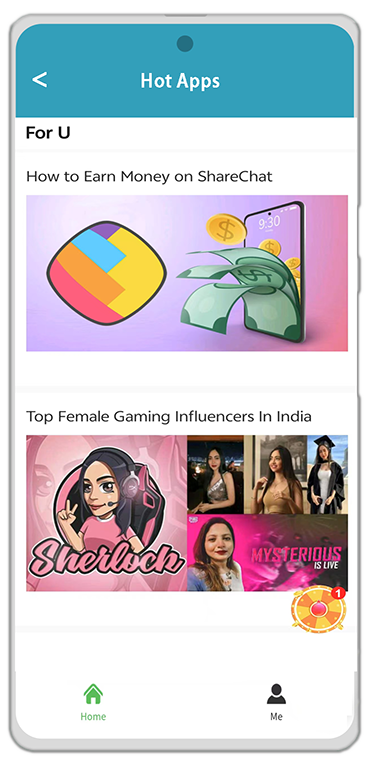 <
Hot Apps
For U
How to Earn Money on ShareChat
9:30
$
$
Top Female Gaming Influencers In India
Sherlock
MYSTERIOUS
IS LIVE
1
Home
Me